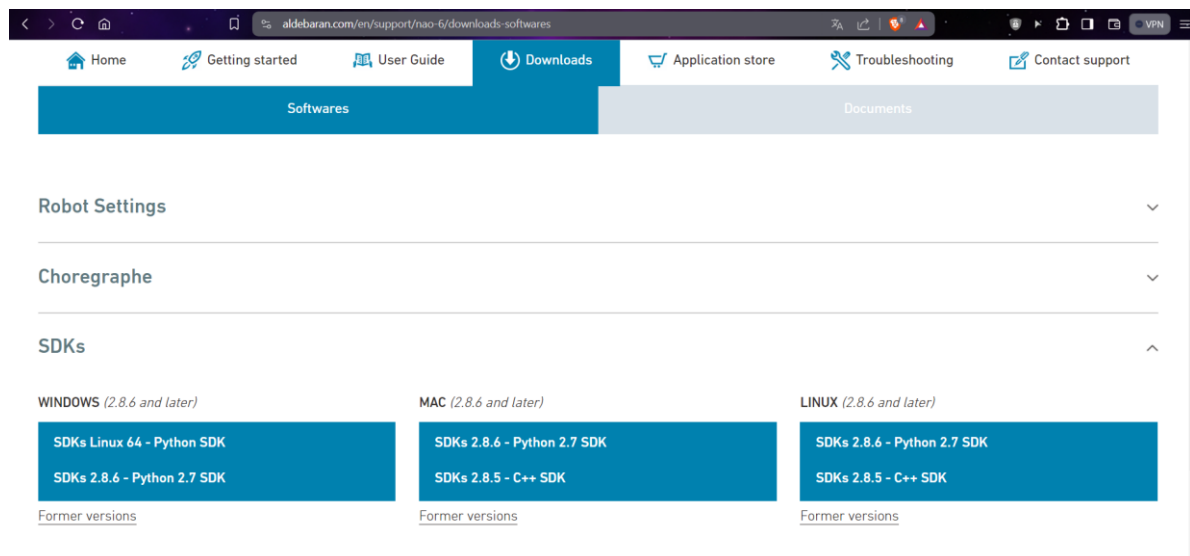 aldebaran.com/en/support/nao-6/downloads-softwares
VPN
Home Getting started User Guide Downloads Application store Troubleshooting Contact support
Softwares Documents
Robot Settings
Choregraphe
SDKs
WINDOWS (2.8.6 and later) MAC (2.8.6 and later) LINUX (2.8.6 and later)
SDKs Linux 64 - Python SDK SDKs 2.8.6 - Python 2.7 SDK SDKs 2.8.6 - Python 2.7 SDK
SDKs 2.8.6 - Python 2.7 SDK SDKs 2.8.5 - C++ SDK SDKs 2.8.5 - C++ SDK
Former versions Former versions Former versions